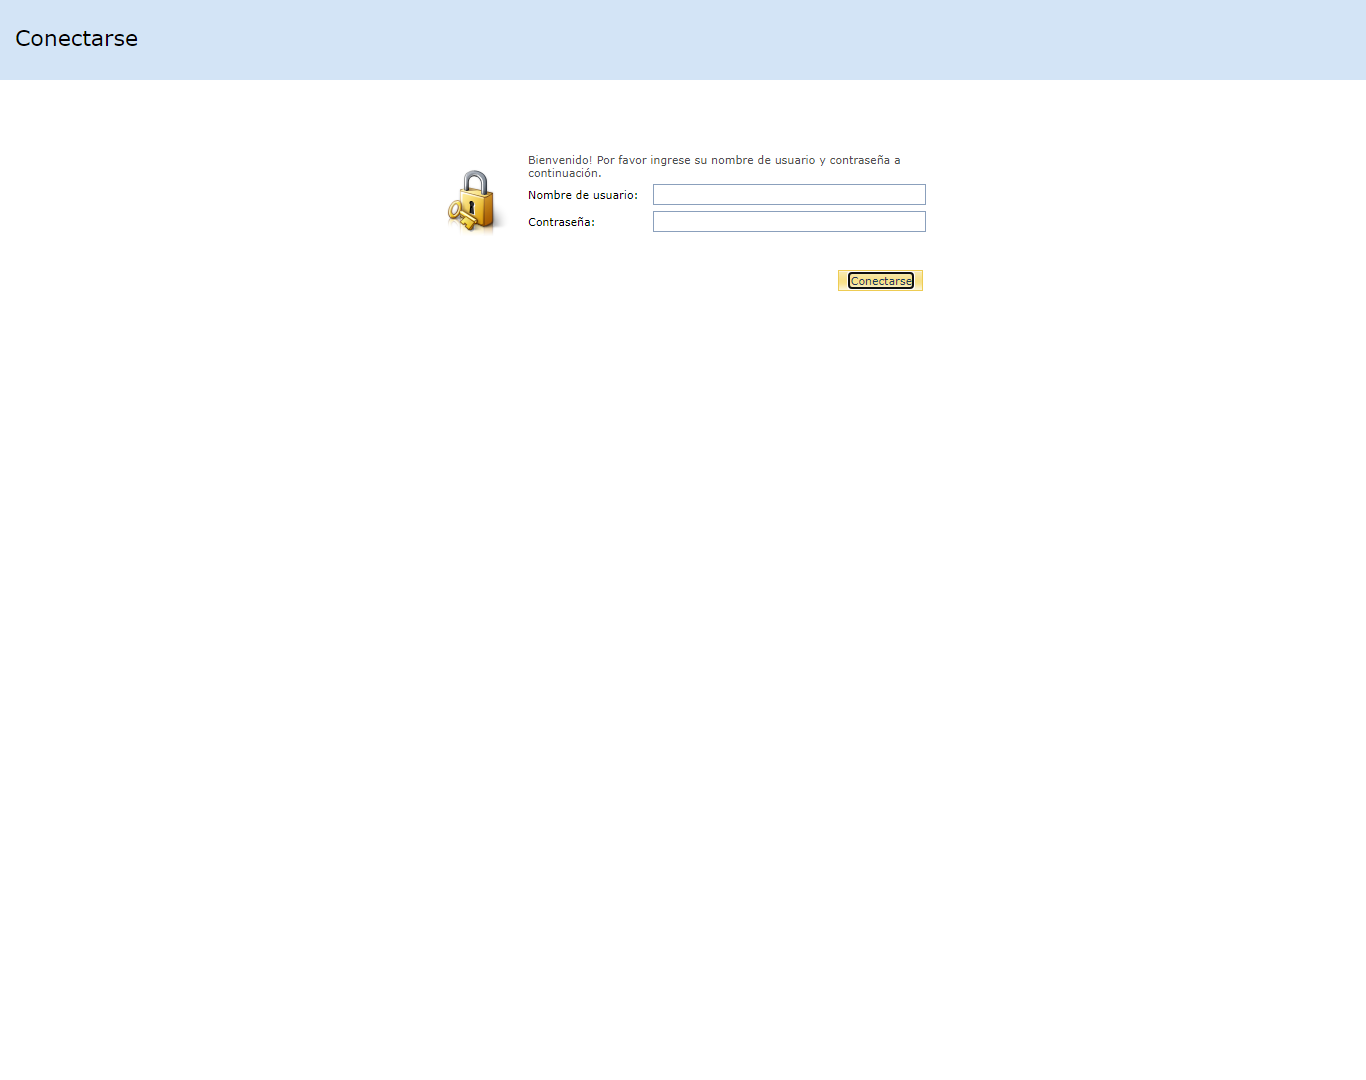 Conectarse
Bienvenido! Por favor ingrese su nombre de usuario y contraseña a
continuación.
Nombre de usuario:
Contraseña:
Conectarse